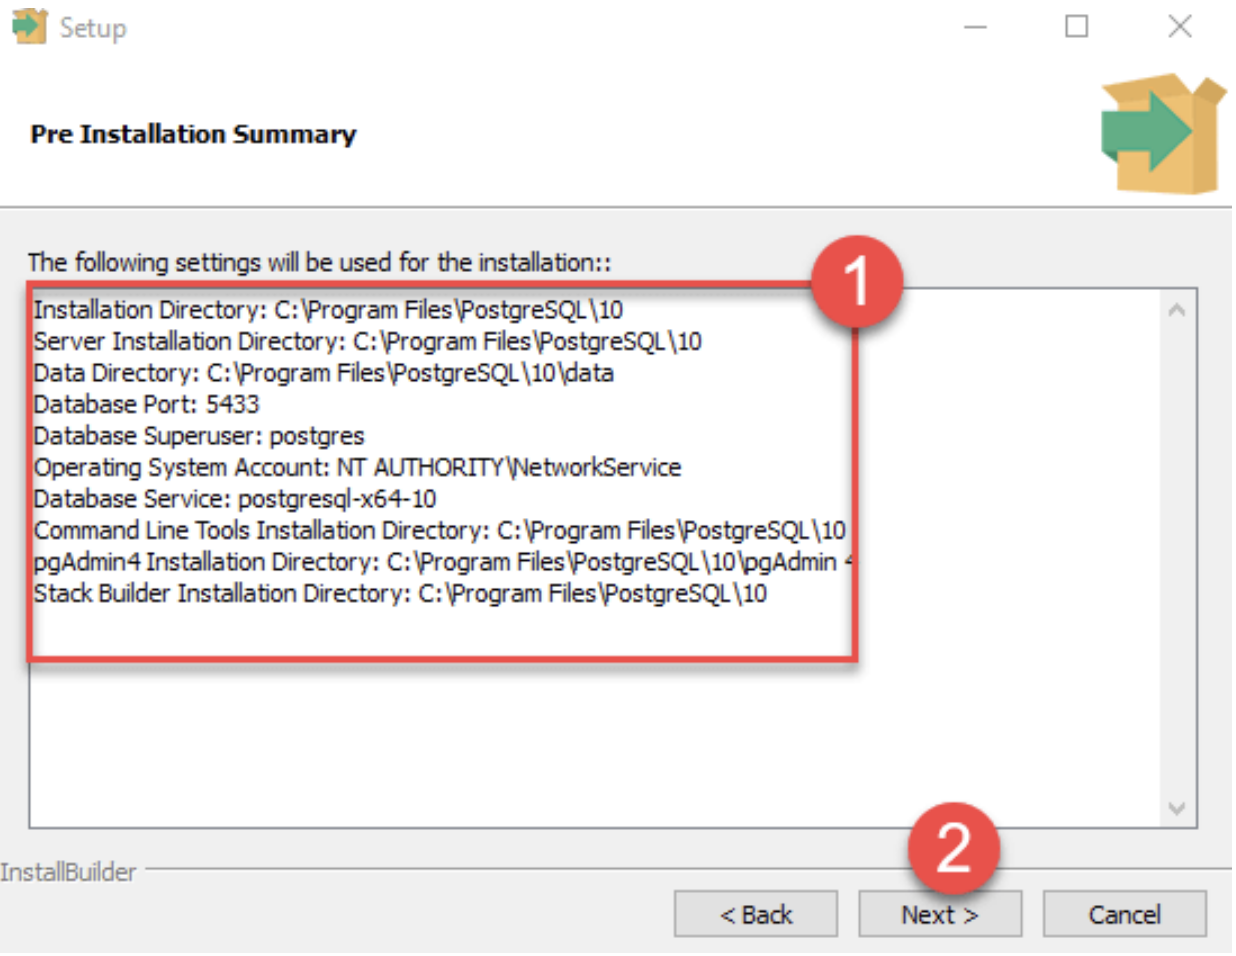 Setup
Pre Installation Summary
The following settings will be used for the installation::
1
Installation Directory: C:\Program Files\PostgreSQL\10
Server Installation Directory: C:\Program Files\PostgreSQL\10
Data Directory: C:\Program Files\PostgreSQL\10\data
Database Port: 5433
Database Superuser: postgres
Operating System Account: NT AUTHORITY\NetworkService
Database Service: postgresql-x64-10
Command Line Tools Installation Directory: C:\Program Files\PostgreSQL\10
pgAdmin4 Installation Directory: C:\Program Files\PostgreSQL\10\pgAdmin 4
Stack Builder Installation Directory: C:\Program Files\PostgreSQL\10
2
InstallBuilder
< Back
Next >
Cancel